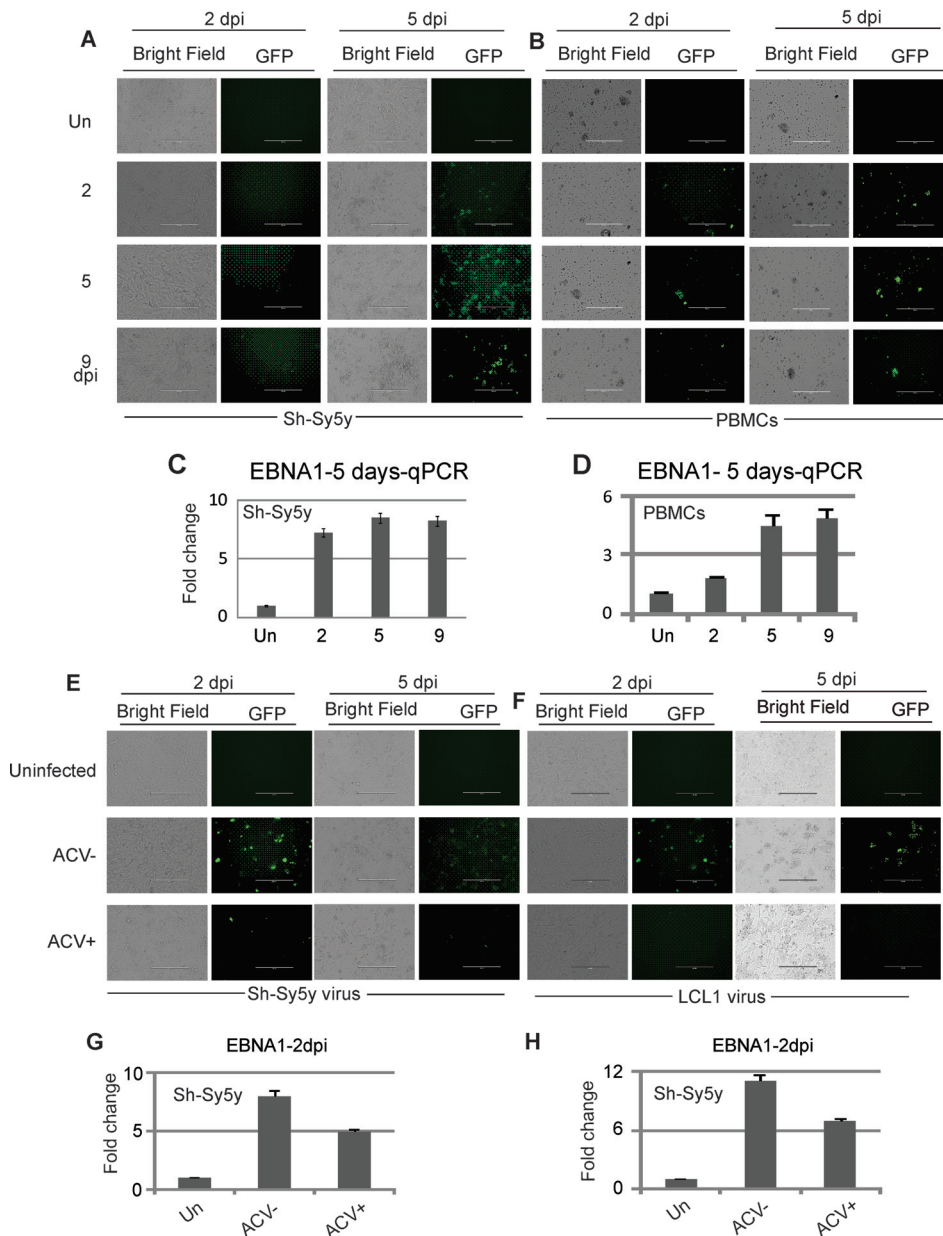 A 2 dpi 5 dpi B 2 dpi 5 dpi
Bright Field GFP Bright Field GFP Bright Field GFP Bright Field GFP
Un
2
5
9
dpi
Sh-Sy5y PBMCs
C EBNA1-5 days-qPCR
Fold change
10
5
0
Sh-Sy5y
Un 2 5 9
D EBNA1- 5 days-qPCR
6
3
0
PBMCs
Un 2 5 9
E 2 dpi 5 dpi F 2 dpi 5 dpi
Bright Field GFP Bright Field GFP Bright Field GFP Bright Field GFP
Uninfected
ACV-
ACV+
Sh-Sy5y virus LCL1 virus
G EBNA1-2dpi
Fold change
10
5
0
Sh-Sy5y
Un ACV- ACV+
H EBNA1-2dpi
Fold change
12
6
0
Sh-Sy5y
Un ACV- ACV+